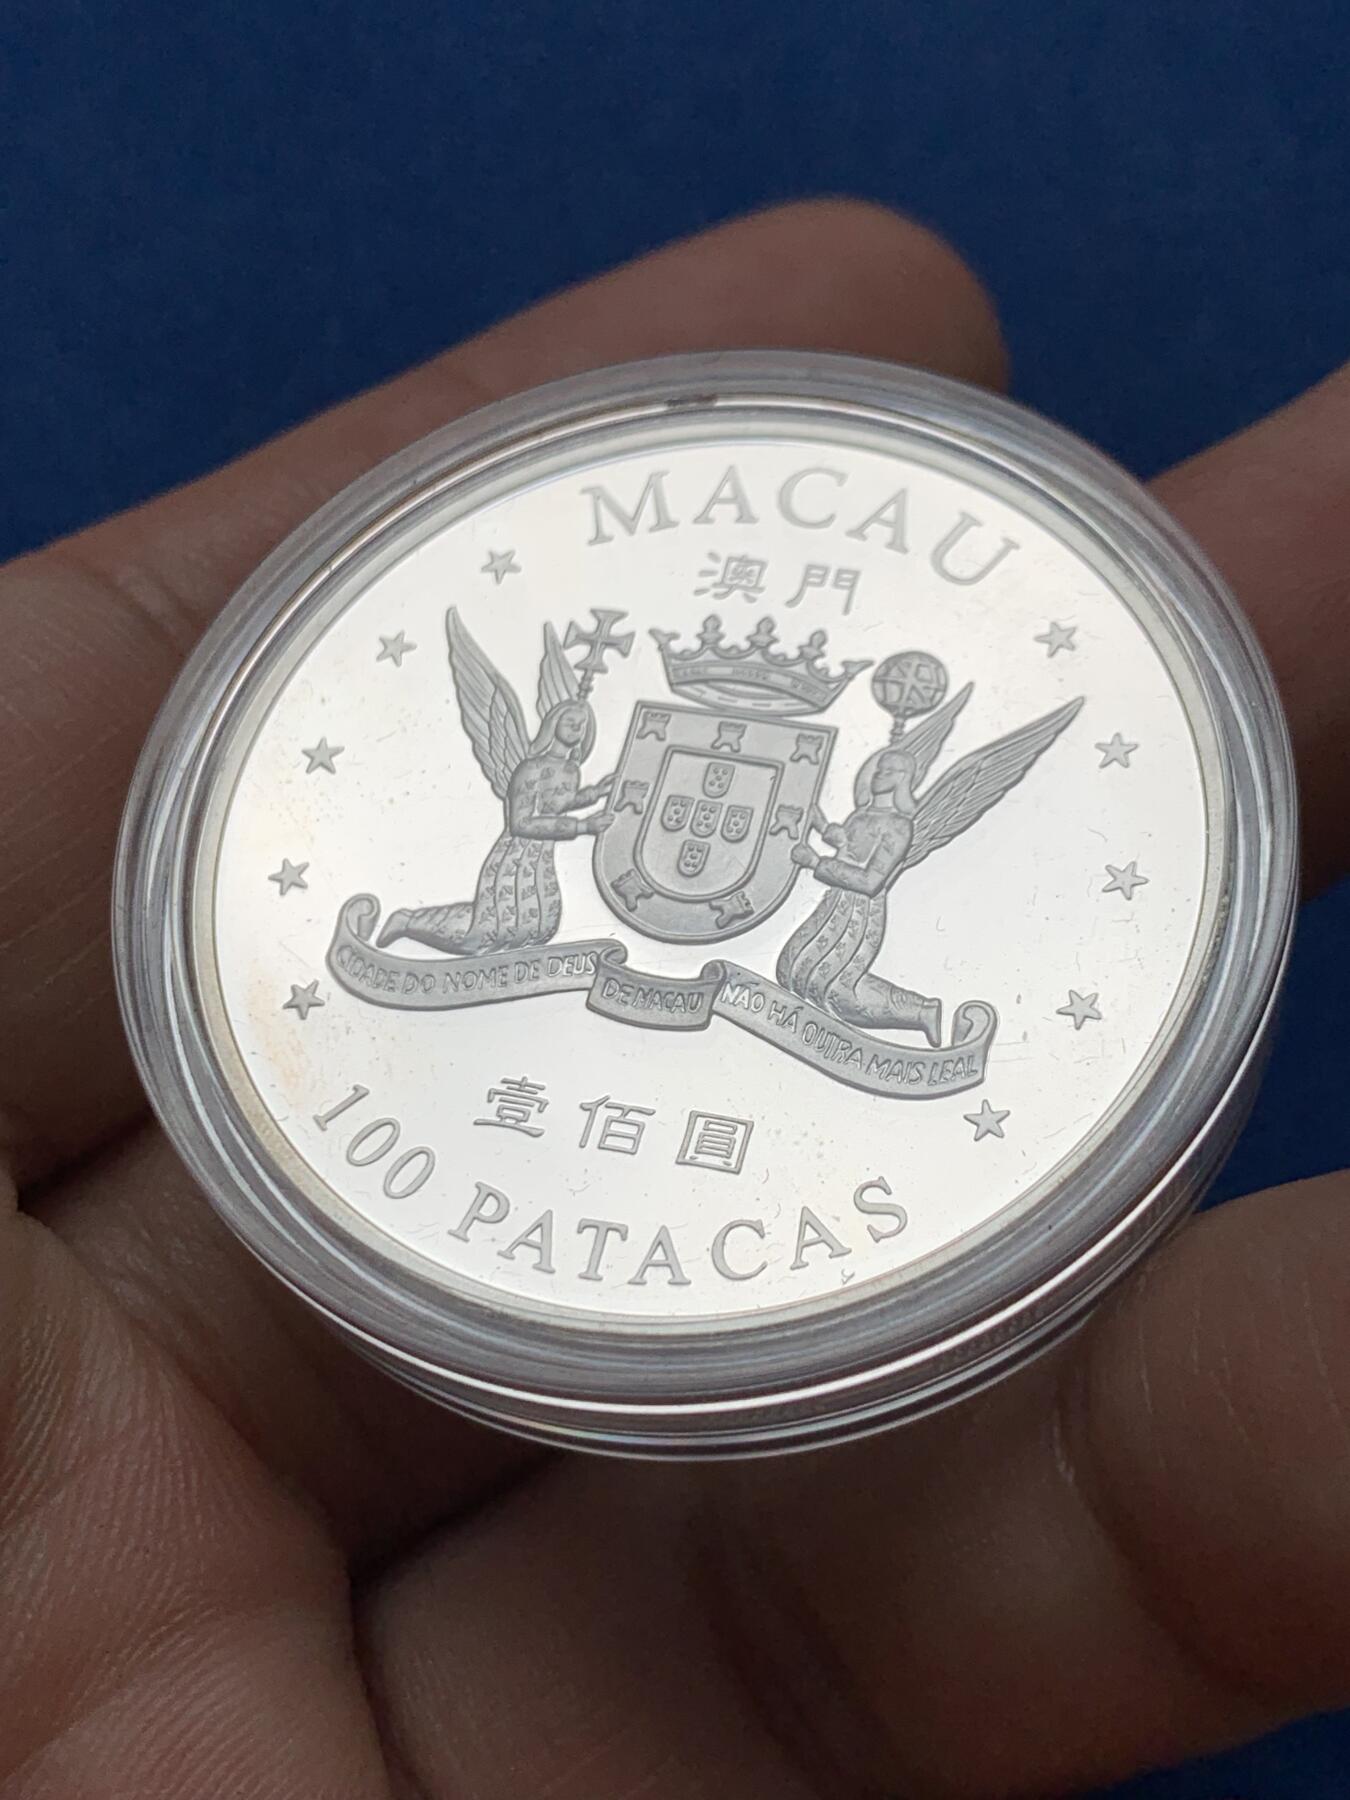 MACAU
澳門
CIDADE DO NOME DE DEUS
DE MACAU
NÃO HÁ OUTRA MAIS LEAL
壹佰圓
100 PATACAS